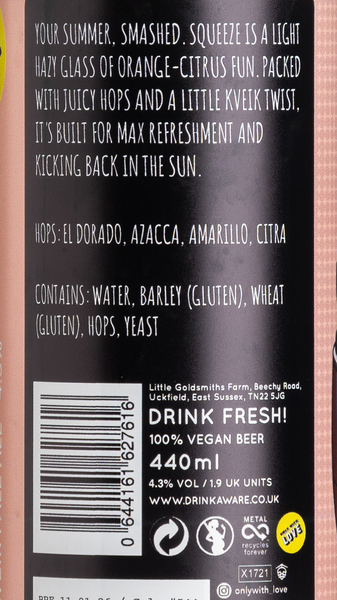 YOUR SUMMER, SMASHED. SQUEEZE IS A LIGHT
HAZY GLASS OF ORANGE-CITRUS FUN. PACKED
WITH JUICY HOPS AND A LITTLE KVEIK TWIST,
IT'S BUILT FOR MAX REFRESHMENT AND
KICKING BACK IN THE SUN.
HOPS: EL DORADO, AZACCA, AMARILLO, CITRA
CONTAINS: WATER, BARLEY (GLUTEN), WHEAT
(GLUTEN), HOPS, YEAST
Little Goldsmiths Farm, Beechy Road,
Uckfield, East Sussex, TN22 5JG
DRINK FRESH!
100% VEGAN BEER
440ml
4.3% VOL / 1.9 UK UNITS
WWW.DRINKAWARE.CO.UK
0 644161 627616
METAL
recycles
forever
LOVE
X1721
onlywith_love